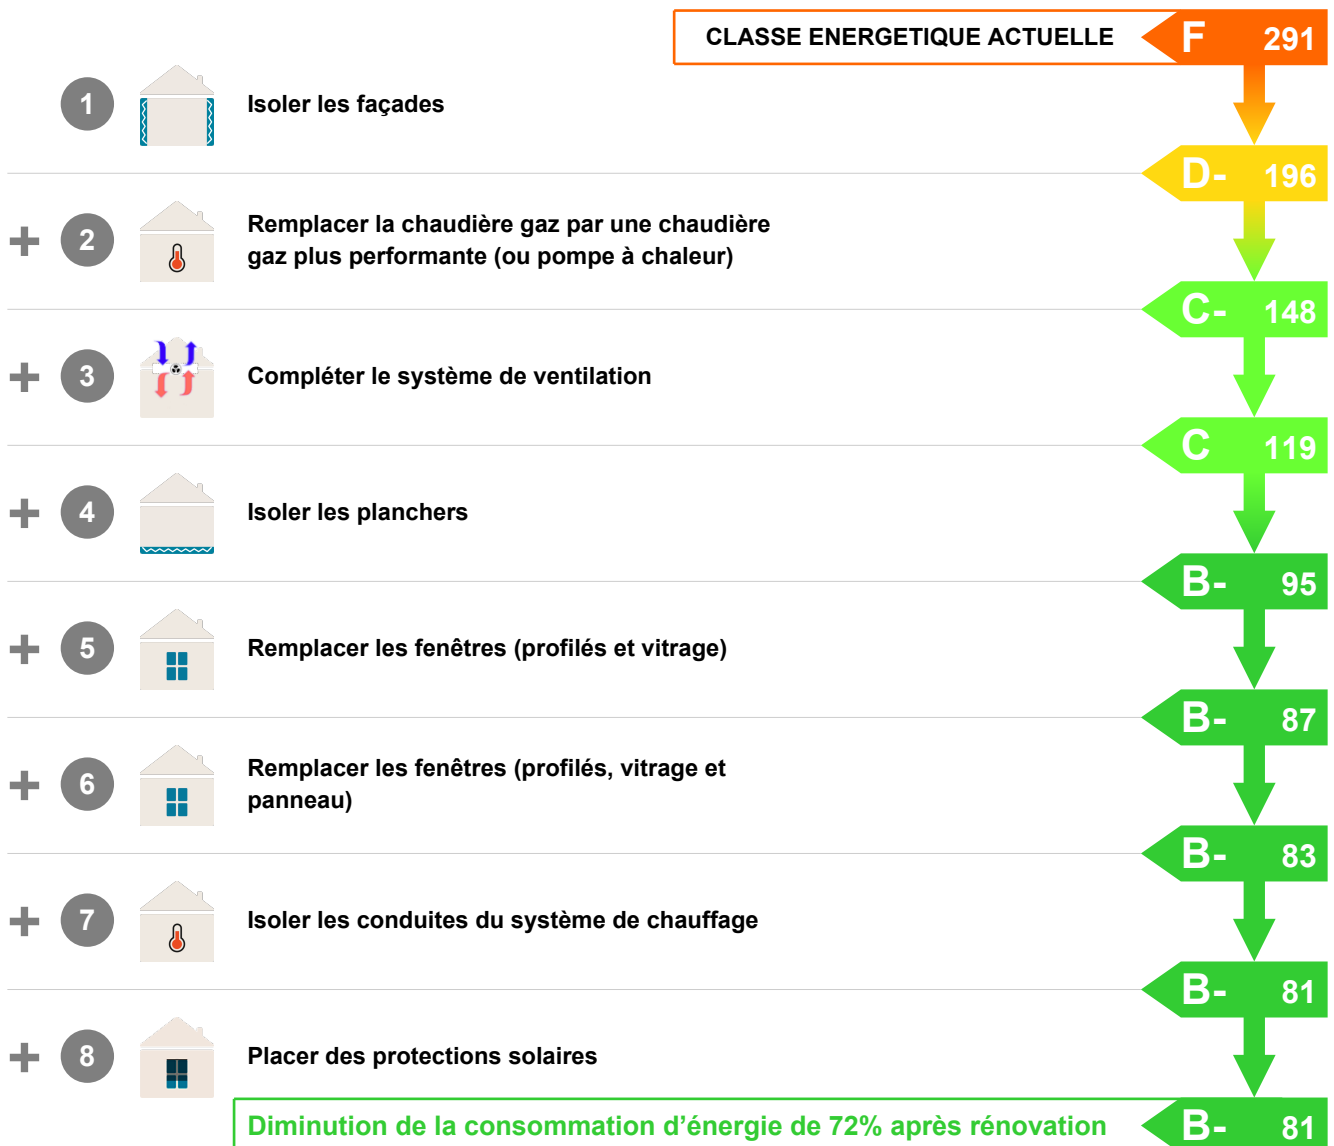 CLASSE ENERGETIQUE ACTUELLE F 291
1 Isoler les façades
D- 196
+ 2 Remplacer la chaudière gaz par une chaudière
gaz plus performante (ou pompe à chaleur)
C- 148
+ 3 Compléter le système de ventilation
C 119
+ 4 Isoler les planchers
B- 95
+ 5 Remplacer les fenêtres (profilés et vitrage)
B- 87
+ 6 Remplacer les fenêtres (profilés, vitrage et
panneau)
B- 83
+ 7 Isoler les conduites du système de chauffage
B- 81
+ 8 Placer des protections solaires
Diminution de la consommation d’énergie de 72% après rénovation B- 81